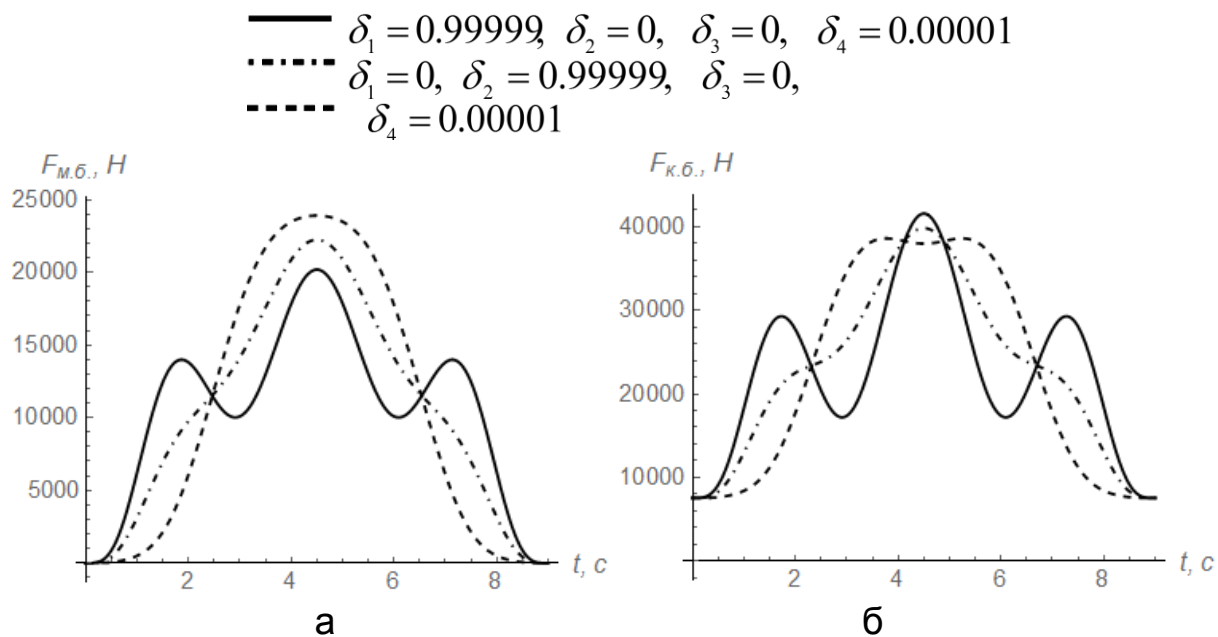 δ₁ = 0.99999, δ₂ = 0, δ₃ = 0, δ₄ = 0.00001
δ₁ = 0, δ₂ = 0.99999, δ₃ = 0,
δ₄ = 0.00001
Fм.б., Н
25000
20000
15000
10000
5000
2 4 6 8 t, c
а
Fк.б., Н
40000
30000
20000
10000
2 4 6 8 t, c
б